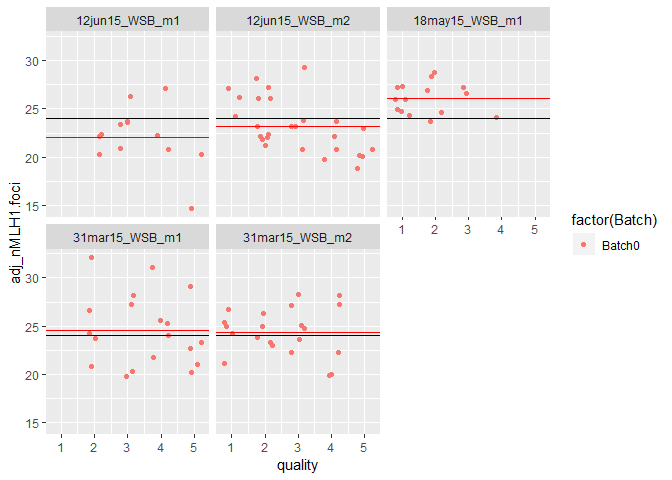 12jun15_WSB_m1 12jun15_WSB_m2 18may15_WSB_m1
30
25
20
15
1 2 3 4 5
31mar15_WSB_m1 31mar15_WSB_m2
30
25
20
15
1 2 3 4 5 1 2 3 4 5
adj_nMLH1.foci
quality
factor(Batch)
Batch0